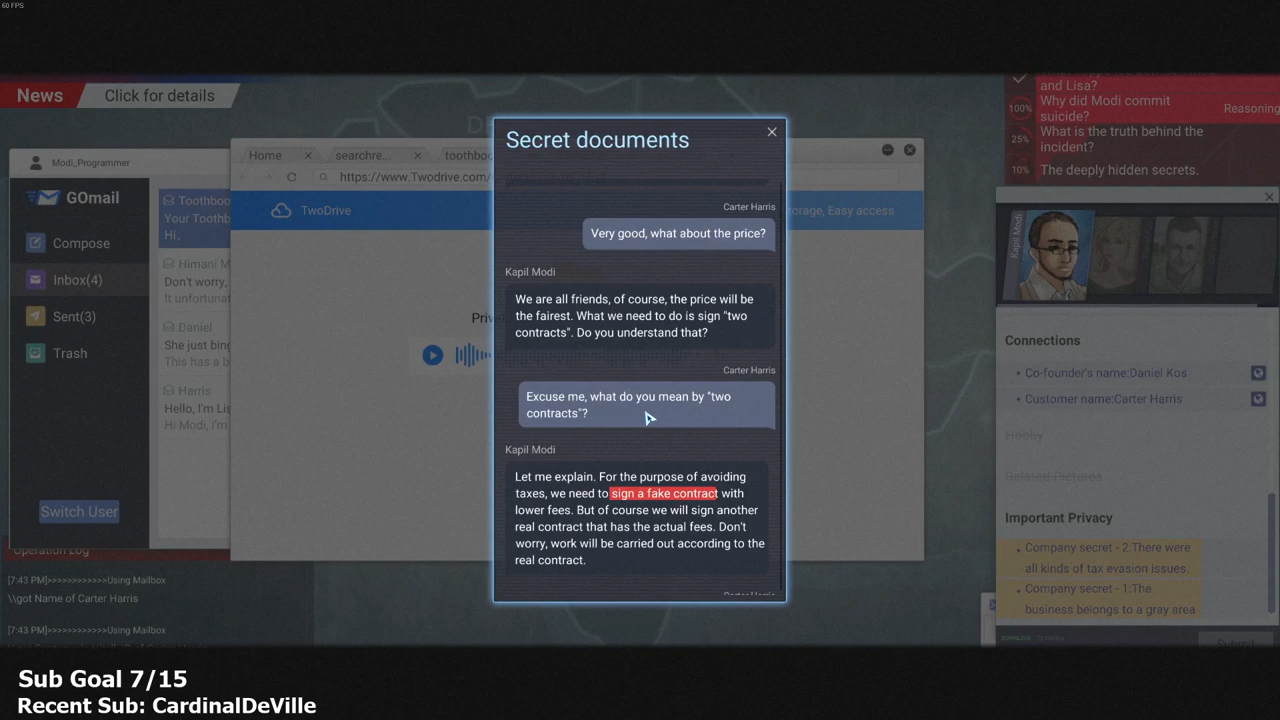 60 FPS
News
Click for details
and Lisa?
100%
Why did Modi commit
suicide?
Reasoning
25%
What is the truth behind the
incident?
10%
The deeply hidden secrets.
Modi_Programmer
GOmail
Compose
Inbox(4)
Sent(3)
Trash
Switch User
Toothboo
Your Toothb
Hi,
Himani M
Don't worry,
It unfortunat
Daniel
She just bing
This has a b
Harris
Hello, I'm Lis
Hi Modi, I'm
Home
searchre...
toothboo
https://www.Twodrive.com/
TwoDrive
torage, Easy access
Priv
Secret documents
Carter Harris
Very good, what about the price?
Kapil Modi
We are all friends, of course, the price will be
the fairest. What we need to do is sign "two
contracts". Do you understand that?
Carter Harris
Excuse me, what do you mean by "two
contracts"?
Kapil Modi
Let me explain. For the purpose of avoiding
taxes, we need to sign a fake contract with
lower fees. But of course we will sign another
real contract that has the actual fees. Don't
worry, work will be carried out according to the
real contract.
Carter Harris
Kapil Modi
Connections
• Co-founder's name:Daniel Kos
• Customer name:Carter Harris
Hobby
Related Pictures
Important Privacy
• Company secret - 2:There were
all kinds of tax evasion issues.
• Company secret - 1:The
business belongs to a gray area
Submit
Operation Log
[7:43 PM]>>>>>>>>>>>>Using Mailbox
\\got Name of Carter Harris
[7:43 PM]>>>>>>>>>>>>Using Mailbox
Sub Goal 7/15
Recent Sub: CardinalDeVille